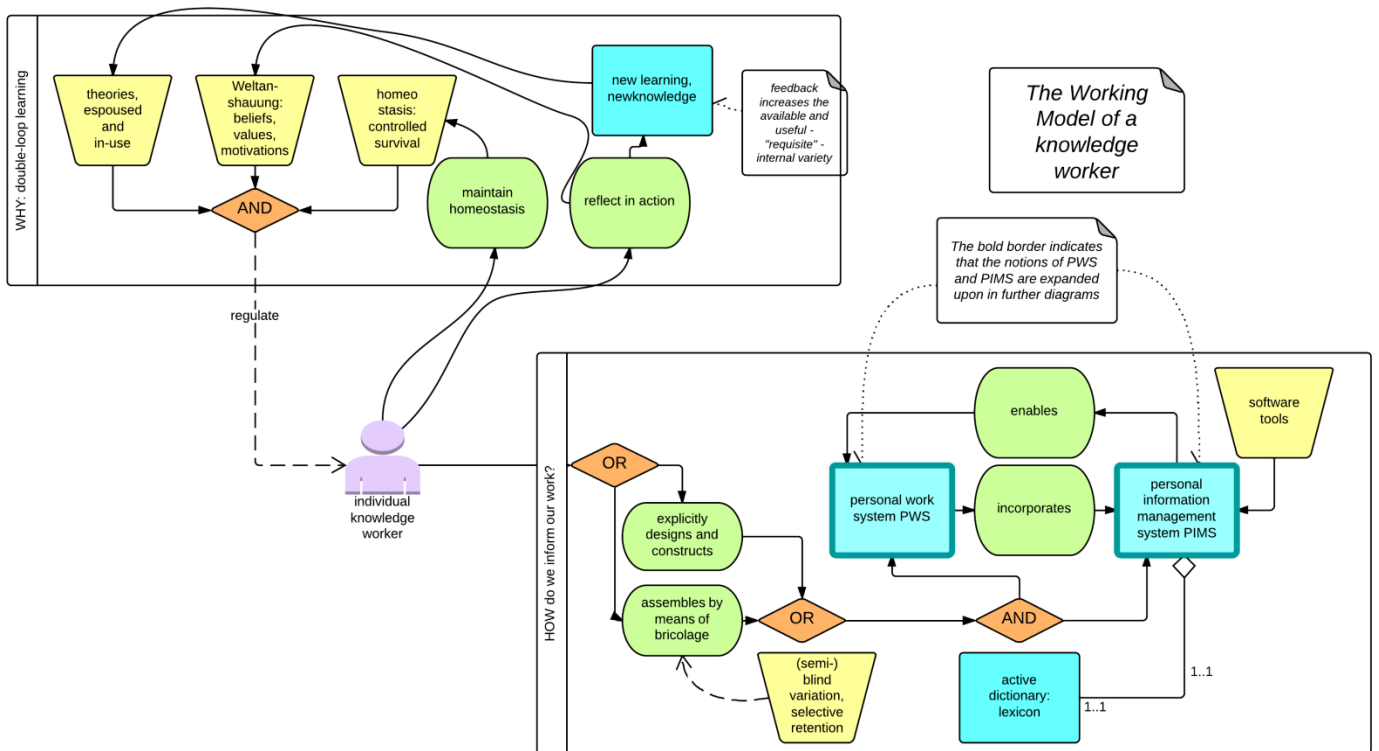 WHY: double-loop learning
theories,
espoused
and
in-use
Weltan-
shauung:
beliefs,
values,
motivations
homeo
stasis:
controlled
survival
maintain
homeostasis
new learning,
newknowledge
reflect in action
feedback
increases the
available and
useful -
"requisite" -
internal variety
AND
The Working
Model of a
knowledge
worker
The bold border indicates
that the notions of PWS
and PIMS are expanded
upon in further diagrams
regulate
individual
knowledge
worker
HOW do we inform our work?
OR
explicitly
designs and
constructs
assembles by
means of
bricolage
OR
(semi-)
blind
variation,
selective
retention
enables
software
tools
personal work
system PWS
incorporates
personal
information
management
system PIMS
AND
active
dictionary:
lexicon
1..1
1..1